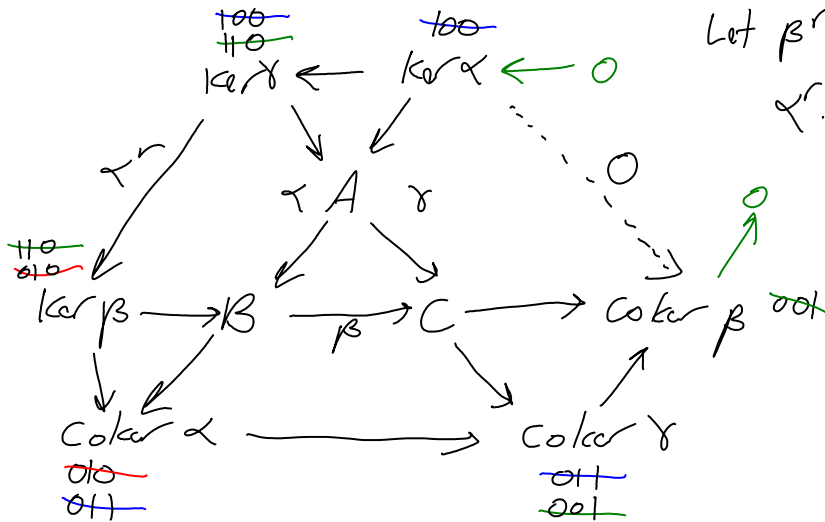 100
110
ker γ
100
ker α
0
Let β^r
α^r
α^r
0
α A γ
0
110
010
ker β
B
β
C
Coker β
001
Coker α
Coker γ
010
011
011
001